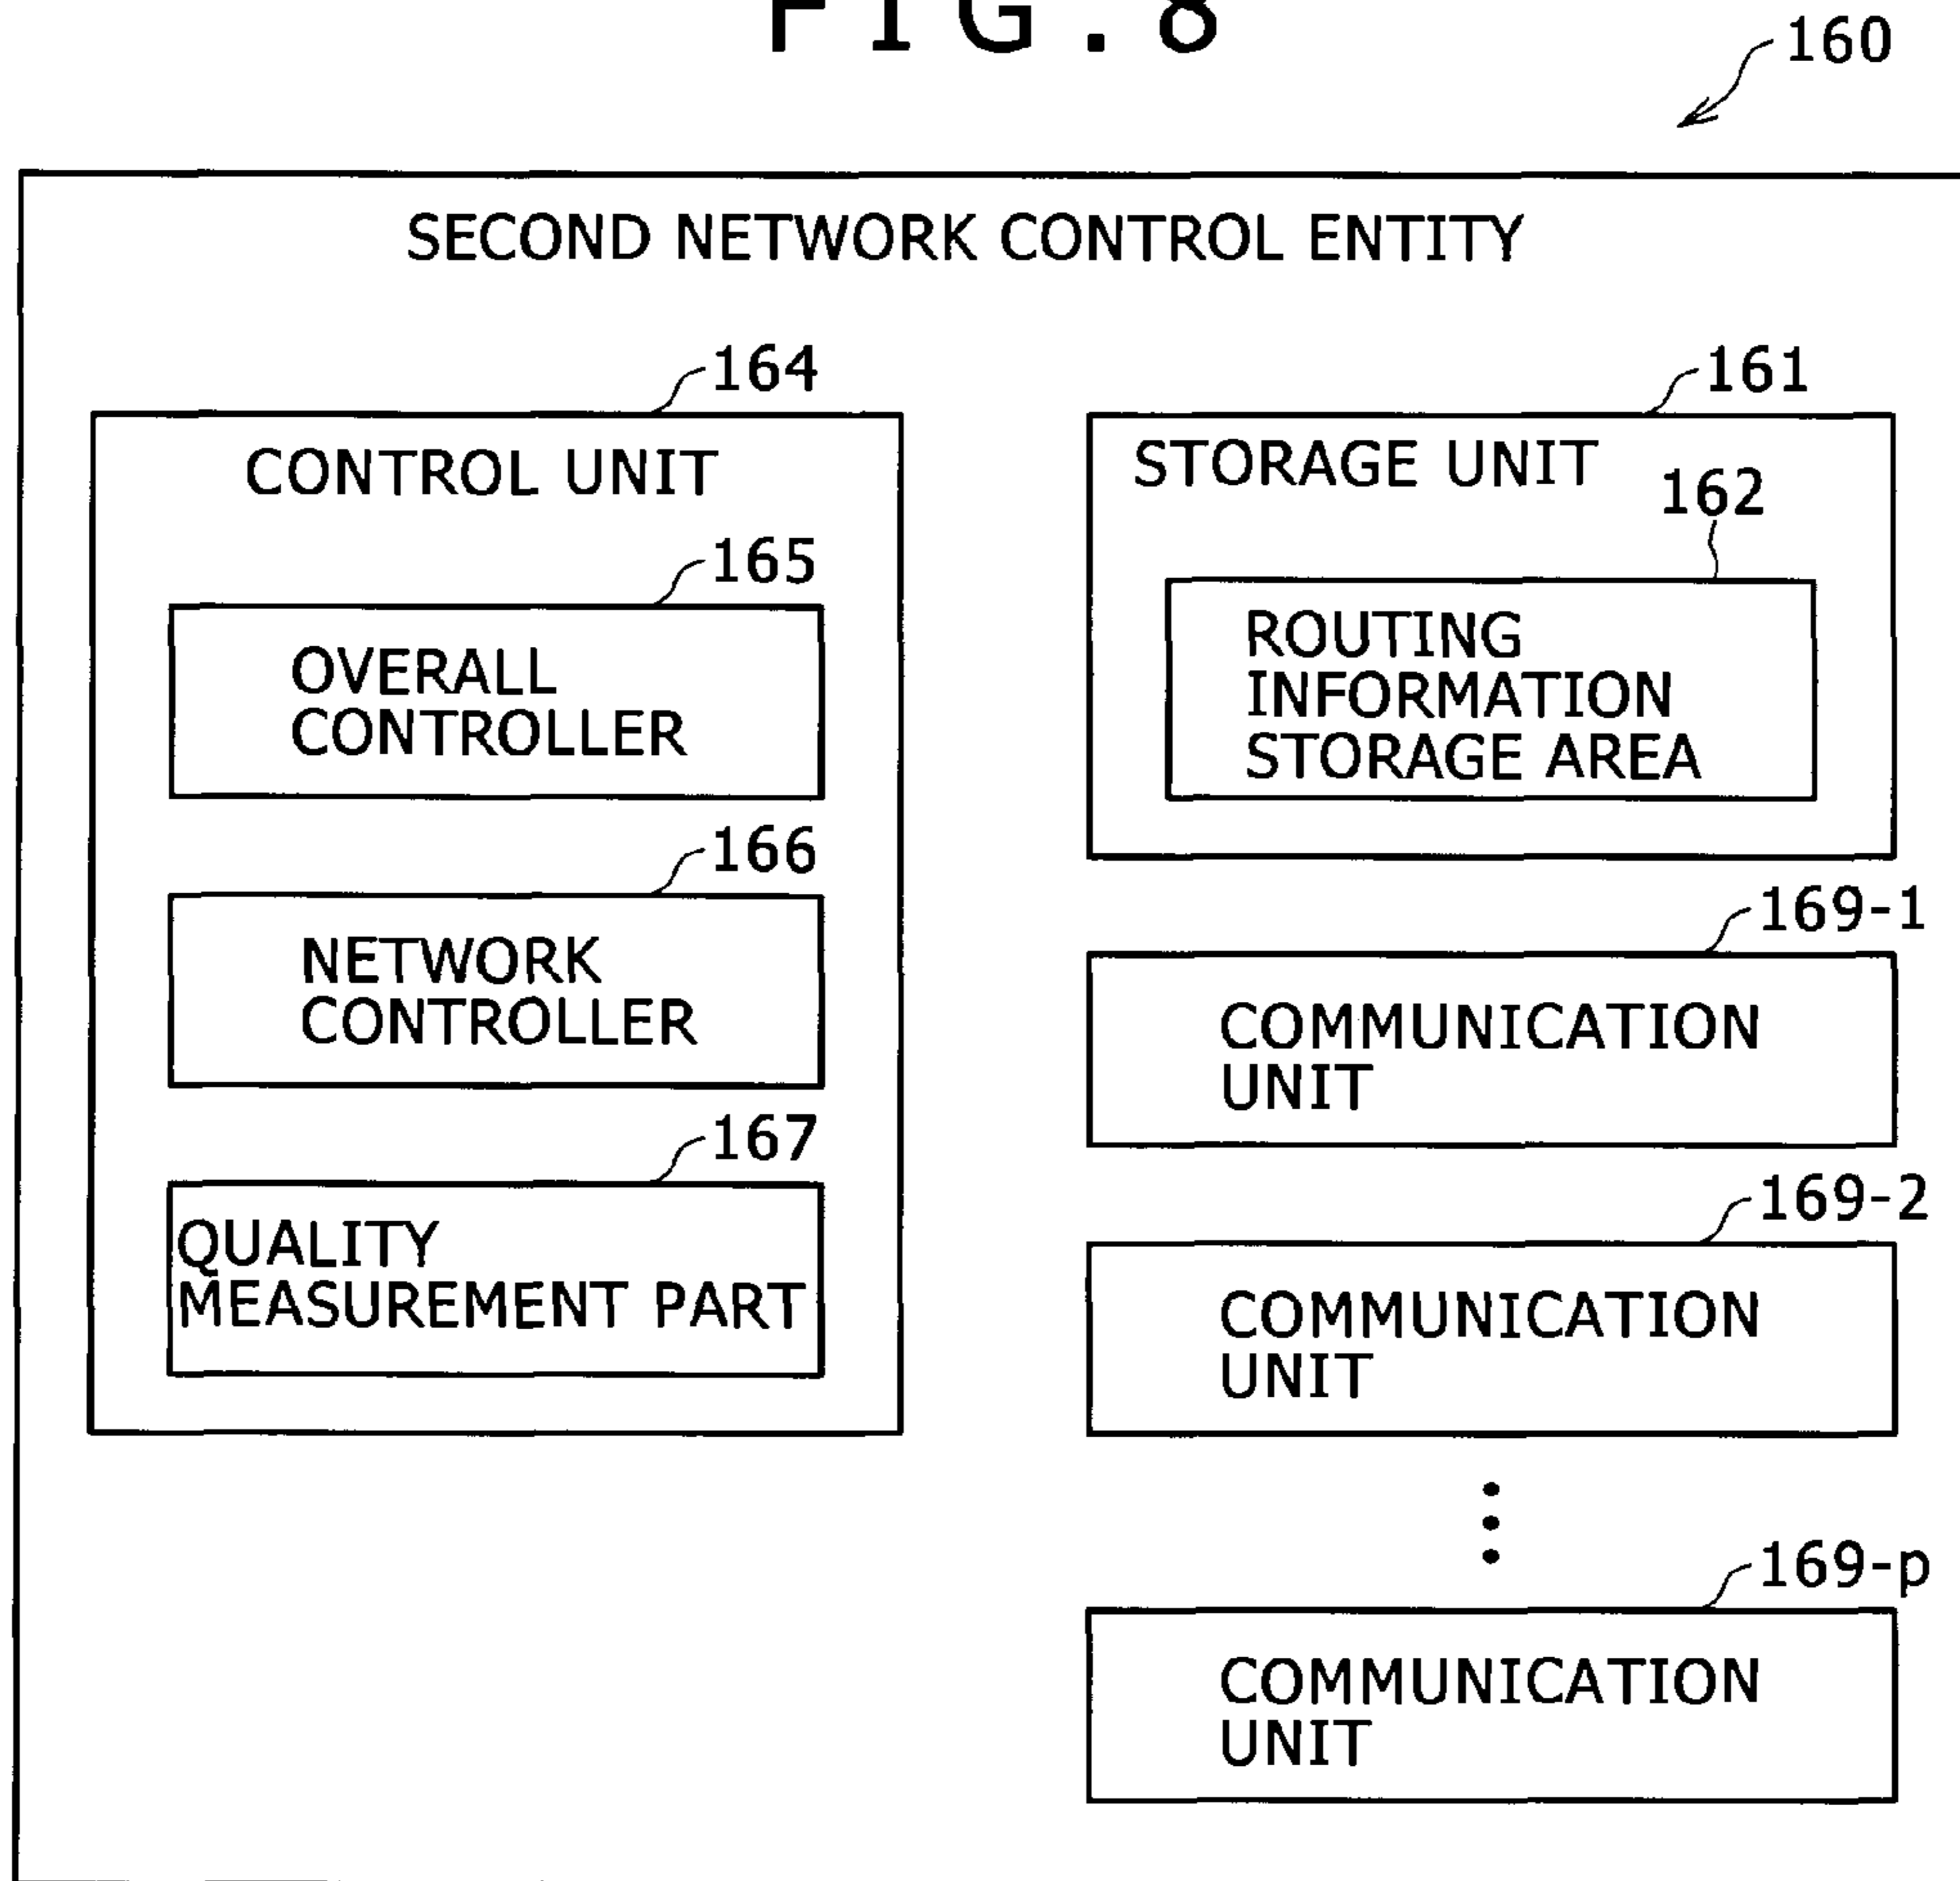 FIG.8
160
SECOND NETWORK CONTROL ENTITY
164
CONTROL UNIT
165
OVERALL
CONTROLLER
166
NETWORK
CONTROLLER
167
QUALITY
MEASUREMENT PART
161
STORAGE UNIT
162
ROUTING
INFORMATION
STORAGE AREA
169-1
COMMUNICATION
UNIT
169-2
COMMUNICATION
UNIT
169-p
COMMUNICATION
UNIT